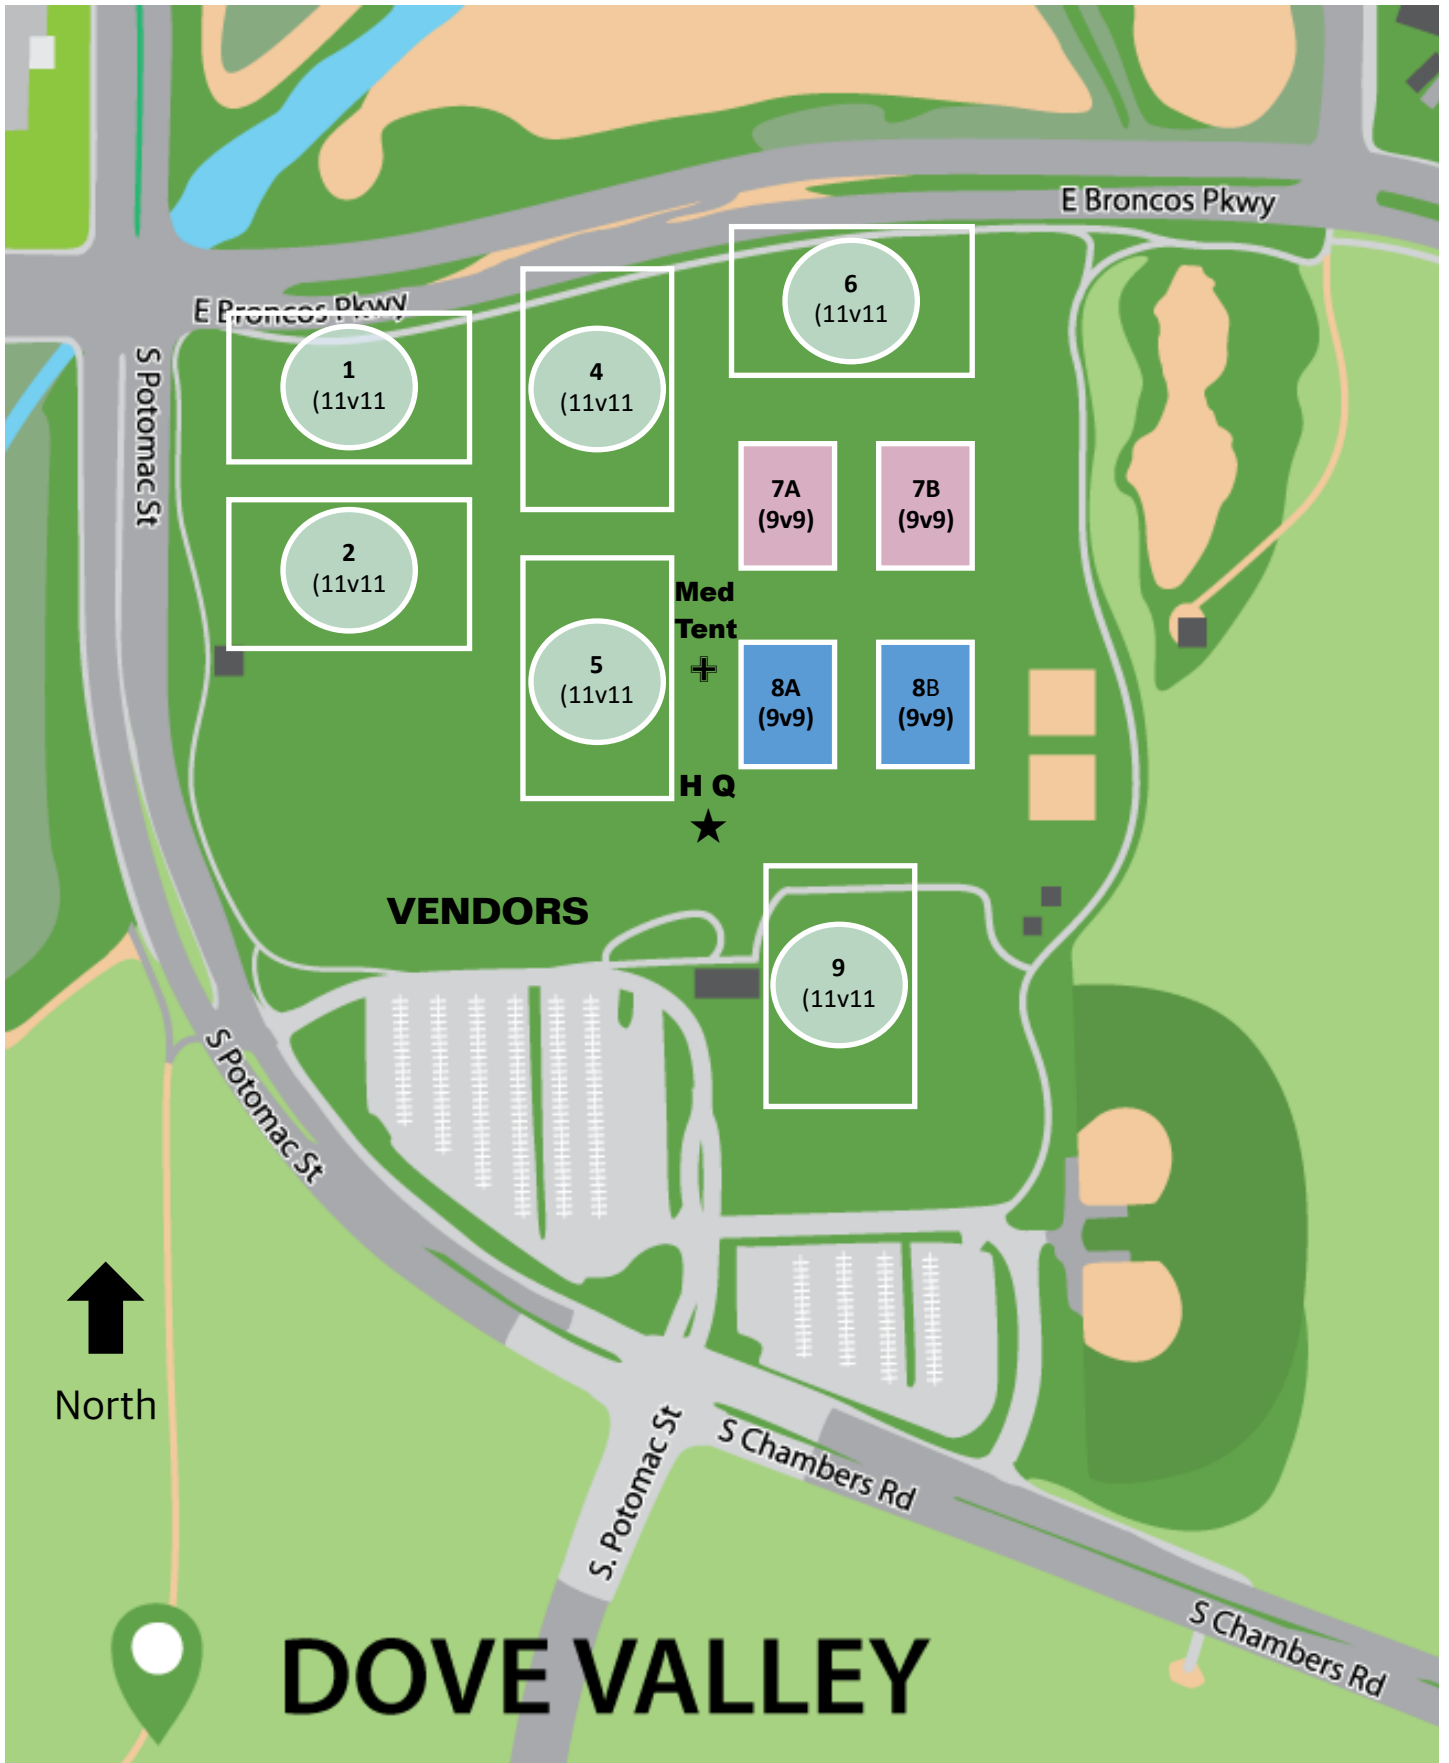 E Broncos Pkwy
E Broncos Pkwy
S Potomac St
6
(11v11
1
(11v11
4
(11v11
7A
(9v9)
7B
(9v9)
2
(11v11
Med
Tent
5
(11v11
8A
(9v9)
8B
(9v9)
H Q
VENDORS
9
(11v11
S Potomac St
North
S. Potomac St
S Chambers Rd
S Chambers Rd
DOVE VALLEY